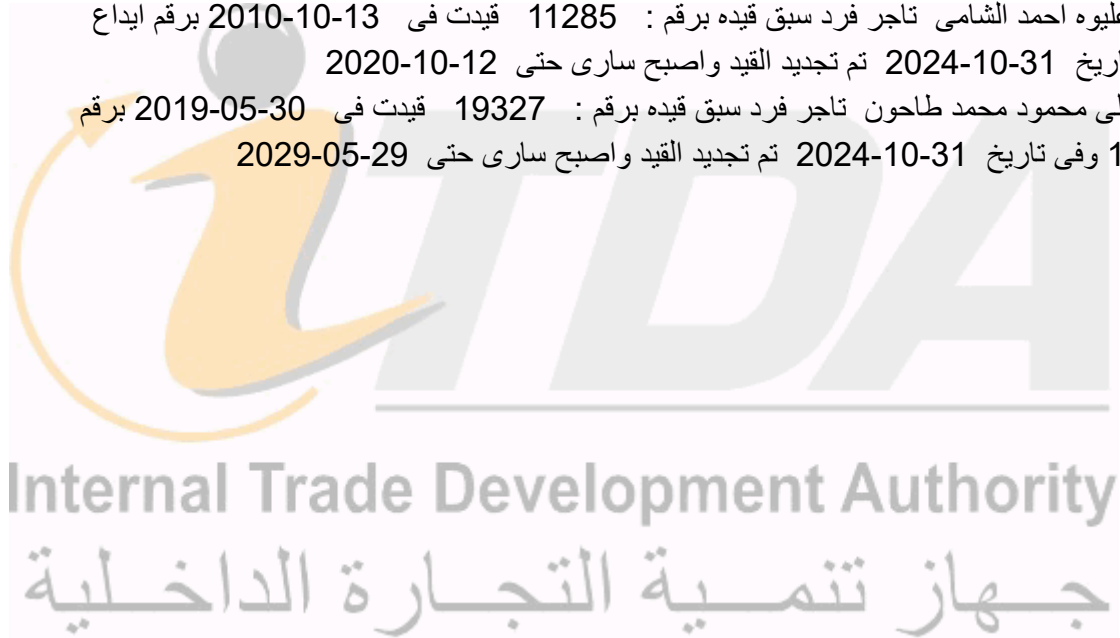 عليوه احمد الشامى تاجر فرد سبق قيده برقم : 11285 قيدت فى 13-10-2010 برقم ايداع
تاريخ 31-10-2024 تم تجديد القيد واصبح سارى حتى 12-10-2020
محمود محمد طاحون تاجر فرد سبق قيده برقم : 19327 قيدت فى 30-05-2019 برقم
1 وفى تاريخ 31-10-2024 تم تجديد القيد واصبح سارى حتى 29-05-2029
iTDA
Internal Trade Development Authority
جهاز تنمية التجارة الداخلية